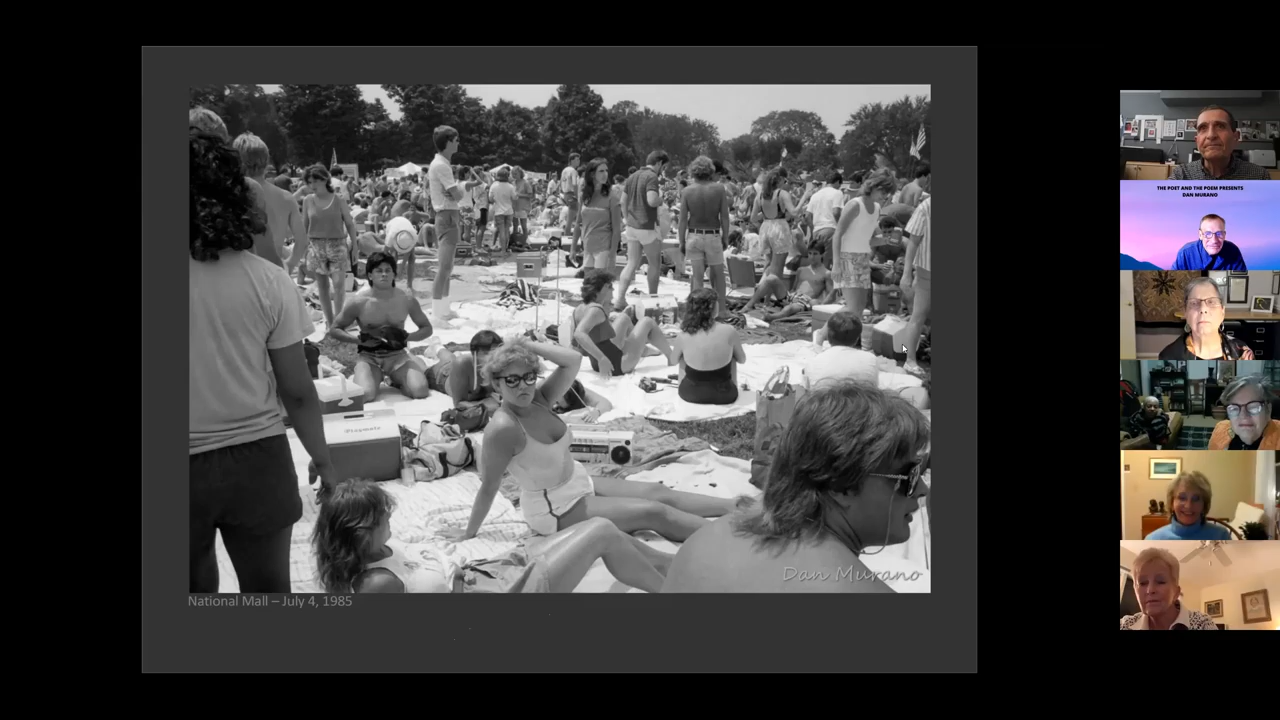 THE POET AND THE POEM PRESENTS
DAN MURANO
Dan Murano
National Mall – July 4, 1985